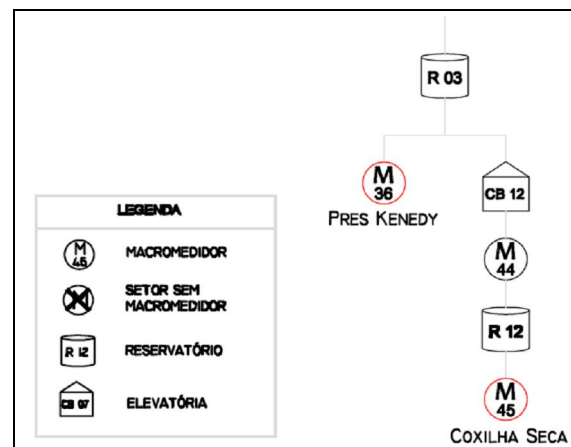 R 03
M
36
PRES KENEDY
CB 12
M
44
R 12
M
45
COXILHA SECA
LEGENDA
M
45
MACROMEDIDOR
SETOR SEM
MACROMEDIDOR
R 12
RESERVATÓRIO
CB 07
ELEVATÓRIA